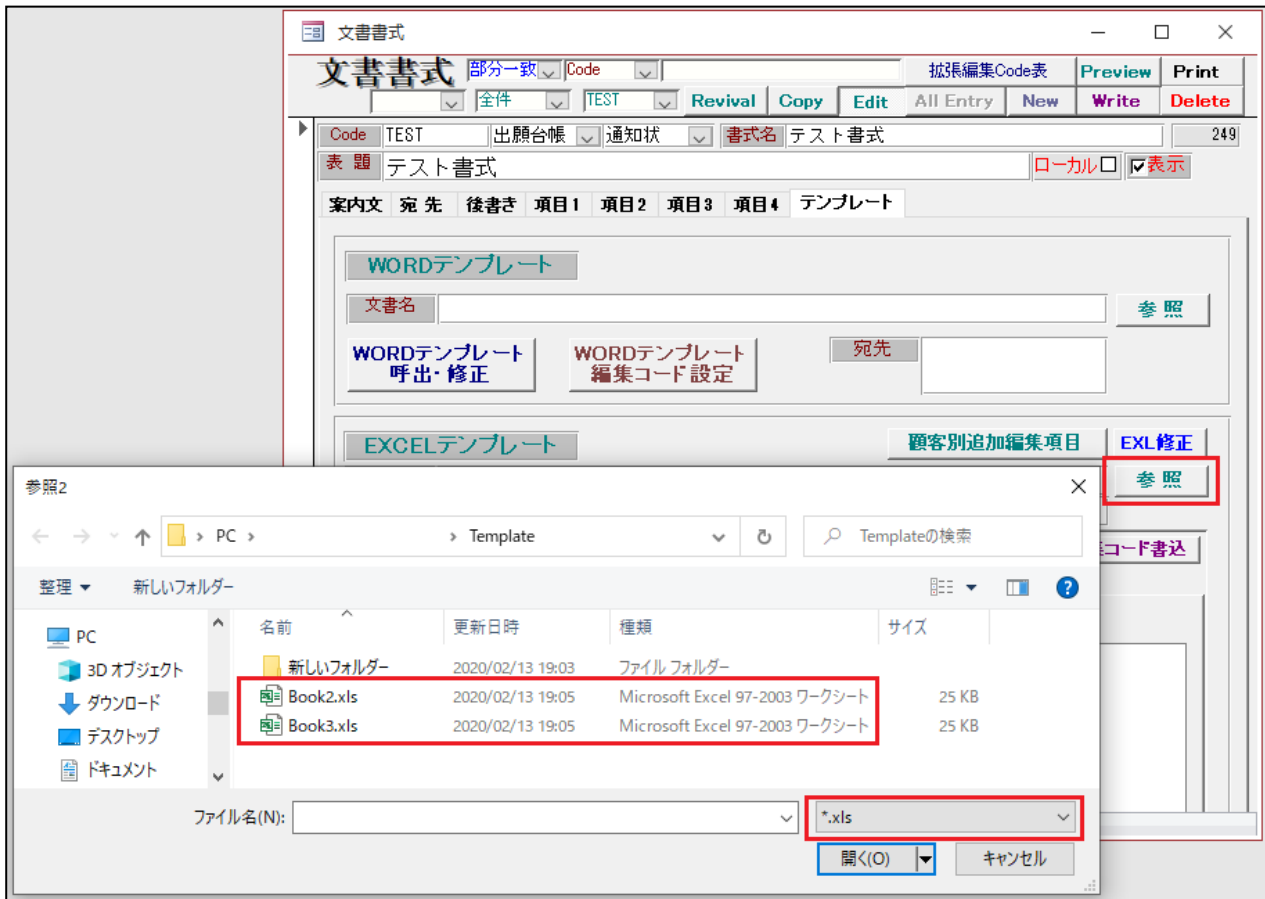 文書書式
文書書式 部分一致 Code 拡張編集Code表 Preview Print
全件 TEST Revival Copy Edit All Entry New Write Delete
Code TEST 出願台帳 通知状 書式名 テスト書式 249
表 題 テスト書式 ローカル 表示
案内文 宛 先 後書き 項目1 項目2 項目3 項目4 テンプレート
WORDテンプレート
文書名 参 照
WORDテンプレート 呼出・修正
WORDテンプレート 編集コード設定
宛先
EXCELテンプレート 顧客別追加編集項目 EXL修正
参 照
コード書込
参照2
PC › › Template Templateの検索
整理 新しいフォルダー
名前 更新日時 種類 サイズ
PC
3D オブジェクト
ダウンロード
デスクトップ
ドキュメント
新しいフォルダー 2020/02/13 19:03 ファイル フォルダー
Book2.xls 2020/02/13 19:05 Microsoft Excel 97-2003 ワークシート 25 KB
Book3.xls 2020/02/13 19:05 Microsoft Excel 97-2003 ワークシート 25 KB
ファイル名(N): *.xls
開く(O) キャンセル